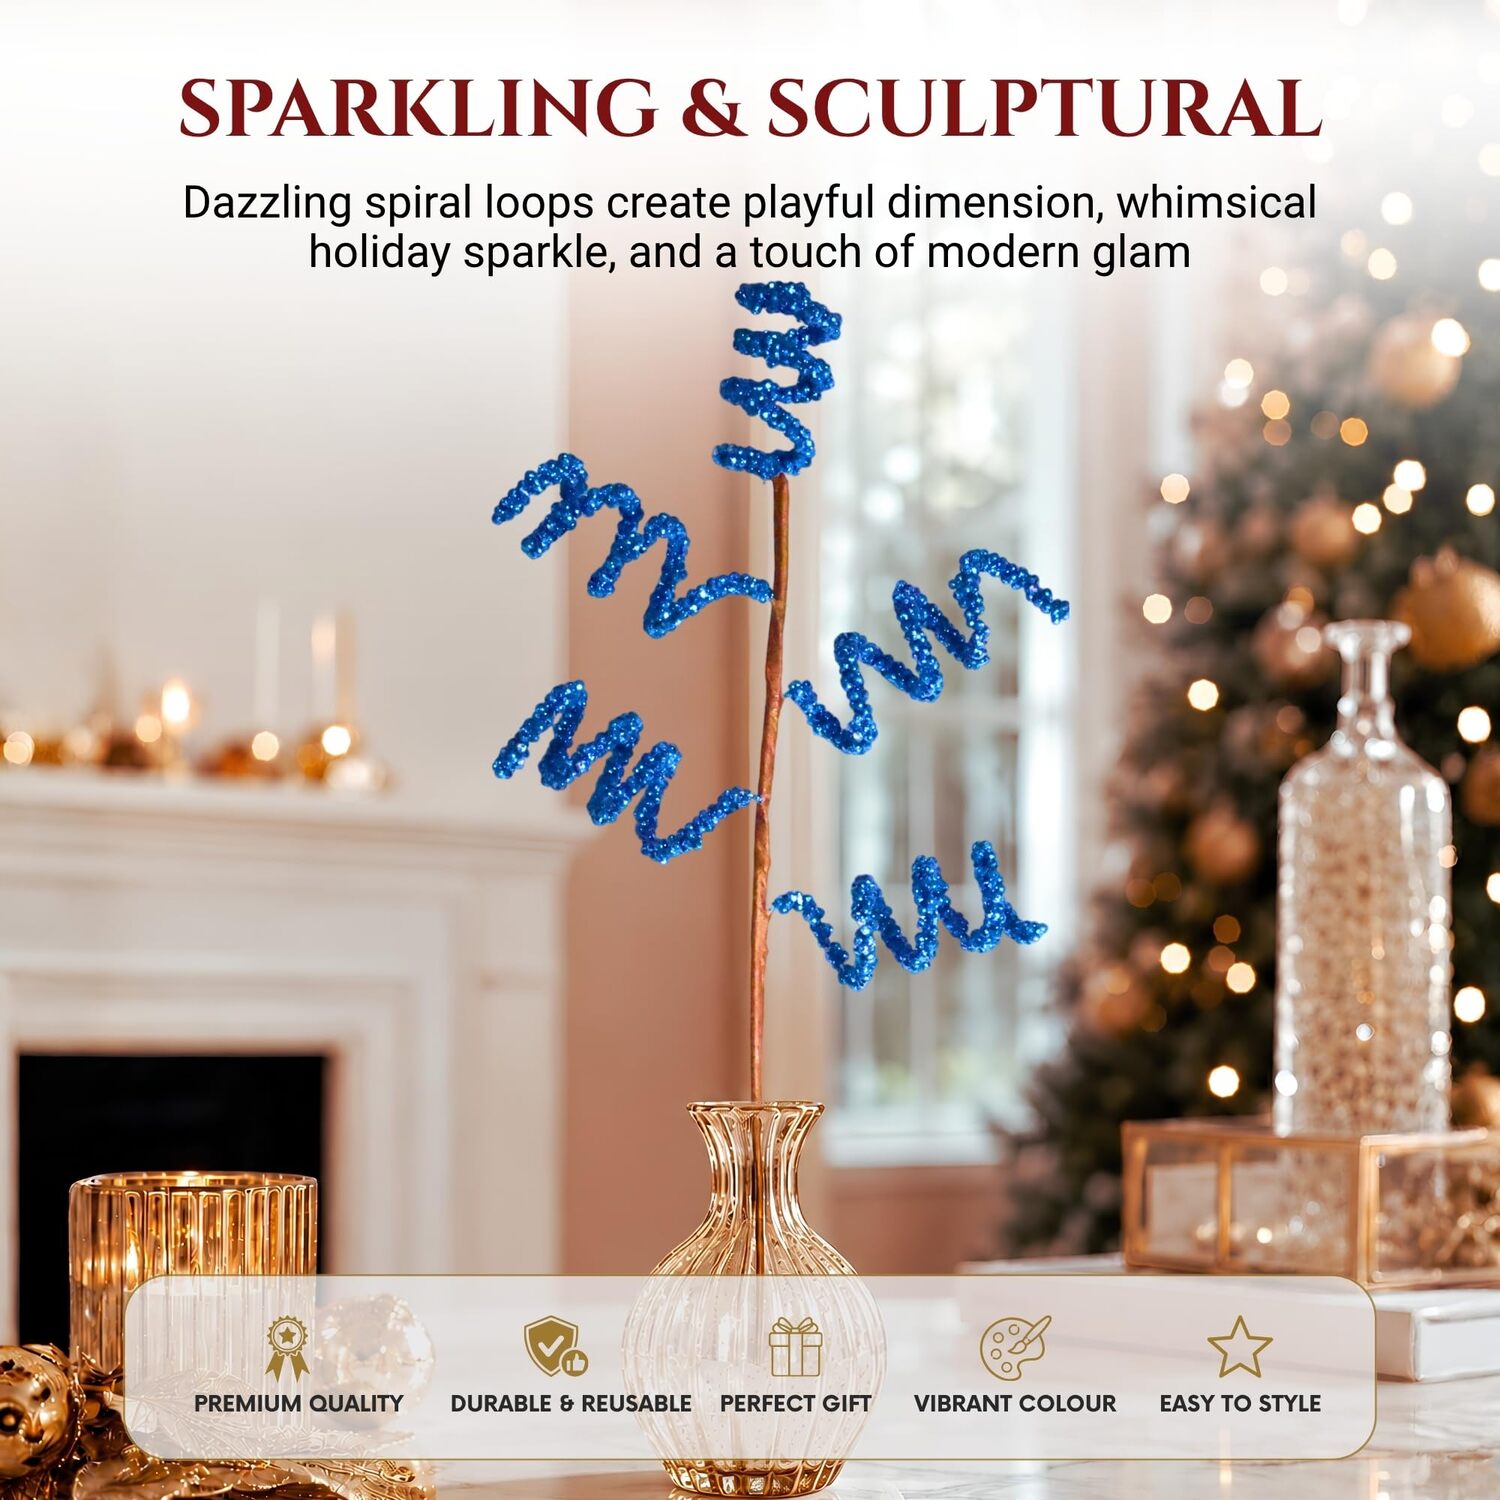 SPARKLING & SCULPTURAL
Dazzling spiral loops create playful dimension, whimsical
holiday sparkle, and a touch of modern glam
PREMIUM QUALITY
DURABLE & REUSABLE
PERFECT GIFT
VIBRANT COLOUR
EASY TO STYLE